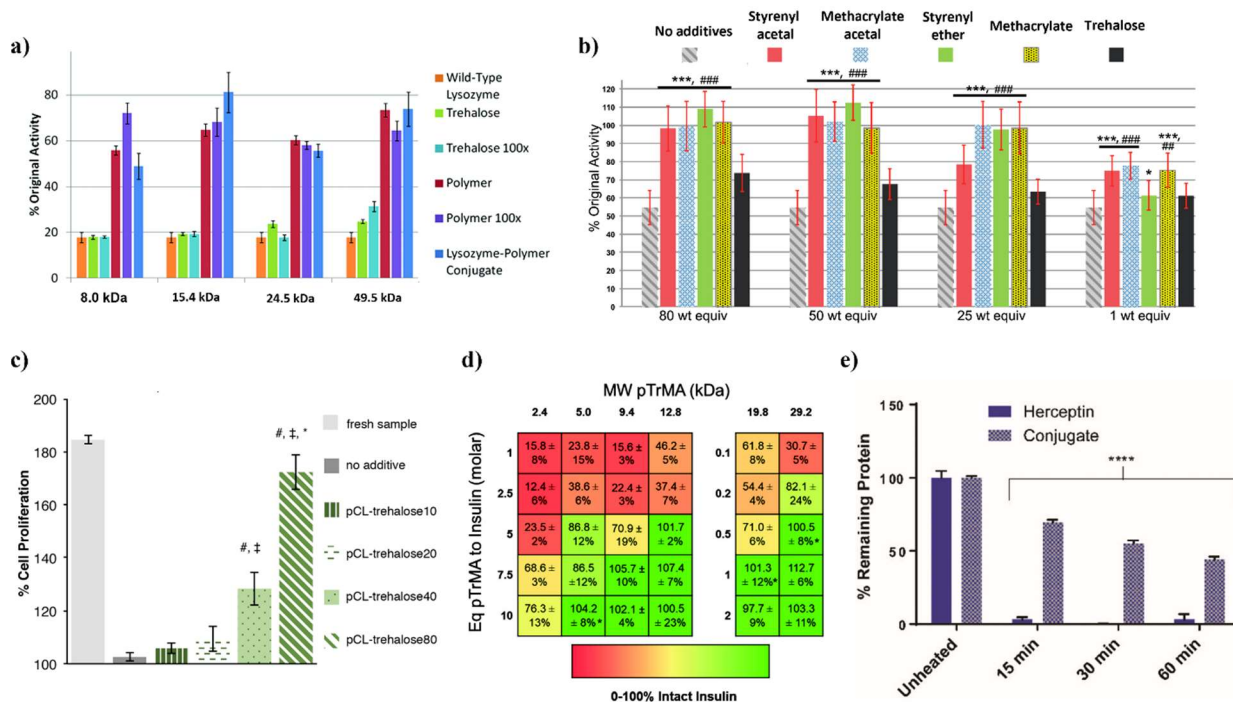 a)
% Original Activity
80
60
40
20
0
8.0 kDa
15.4 kDa
24.5 kDa
49.5 kDa
Wild-Type
Lysozyme
Trehalose
Trehalose 100x
Polymer
Polymer 100x
Lysozyme-Polymer
Conjugate
b)
No additives
Styrenyl
acetal
Methacrylate
acetal
Styrenyl
ether
Methacrylate
Trehalose
% Original Activity
120
110
100
90
80
70
60
50
40
30
20
10
0
***, ###
***, ###
***, ###
***, ###
*
***,
##
80 wt equiv
50 wt equiv
25 wt equiv
1 wt equiv
c)
% Cell Proliferation
200
180
160
140
120
100
#, ‡
#, ‡, *
fresh sample
no additive
pCL-trehalose10
pCL-trehalose20
pCL-trehalose40
pCL-trehalose80
d)
MW pTrMA (kDa)
2.4 5.0 9.4 12.8 19.8 29.2
Eq pTrMA to Insulin (molar)
1 15.8 ± 8% 23.8 ± 15% 15.6 ± 3% 46.2 ± 5% 0.1 61.8 ± 8% 30.7 ± 5%
2.5 12.4 ± 6% 38.6 ± 6% 22.4 ± 3% 37.4 ± 7% 0.2 54.4 ± 4% 82.1 ± 24%
5 23.5 ± 2% 86.8 ± 12% 70.9 ± 19% 101.7 ± 2% 0.5 71.0 ± 6% 100.5 ± 8%*
7.5 68.6 ± 3% 86.5 ±12% 105.7 ± 10% 107.4 ± 7% 1 101.3 ± 12%* 112.7 ± 6%
10 76.3 ± 13% 104.2 ± 8%* 102.1 ± 4% 100.5 ± 23% 2 97.7 ± 9% 103.3 ± 11%
0-100% Intact Insulin
e)
% Remaining Protein
150
100
50
0
Herceptin
Conjugate
****
Unheated
15 min
30 min
60 min